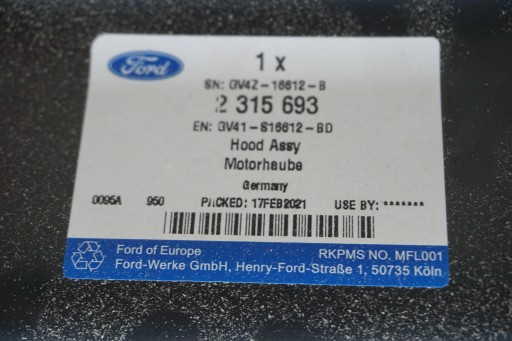 Ford
1 x
SN: GV4Z-16612-B
2 315 693
EN: GV41-S16612-BD
Hood Assy
Motorhaube
Germany
0095A 950 PACKED: 17FEB2021 USE BY: *******
Ford of Europe RKPMS NO. MFL001
Ford-Werke GmbH, Henry-Ford-Straße 1, 50735 Köln